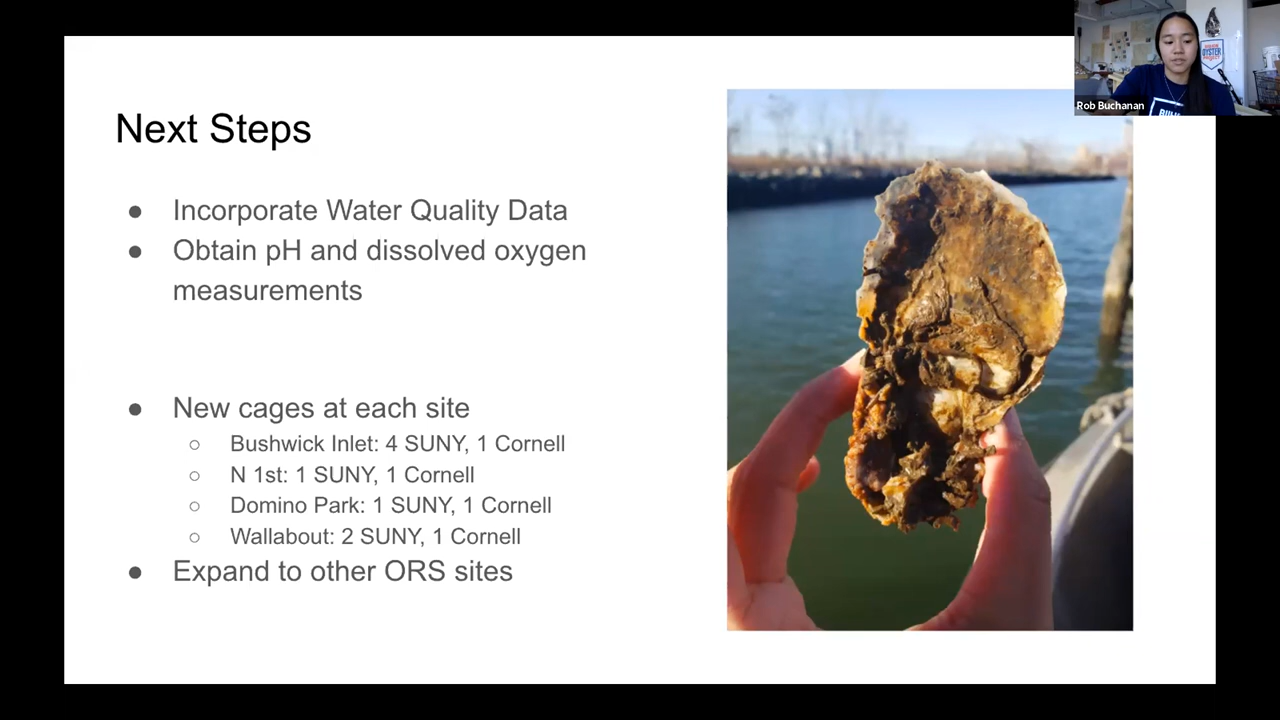 Rob Buchanan
Next Steps
● Incorporate Water Quality Data
● Obtain pH and dissolved oxygen
measurements
● New cages at each site
○ Bushwick Inlet: 4 SUNY, 1 Cornell
○ N 1st: 1 SUNY, 1 Cornell
○ Domino Park: 1 SUNY, 1 Cornell
○ Wallabout: 2 SUNY, 1 Cornell
● Expand to other ORS sites
OYSTER